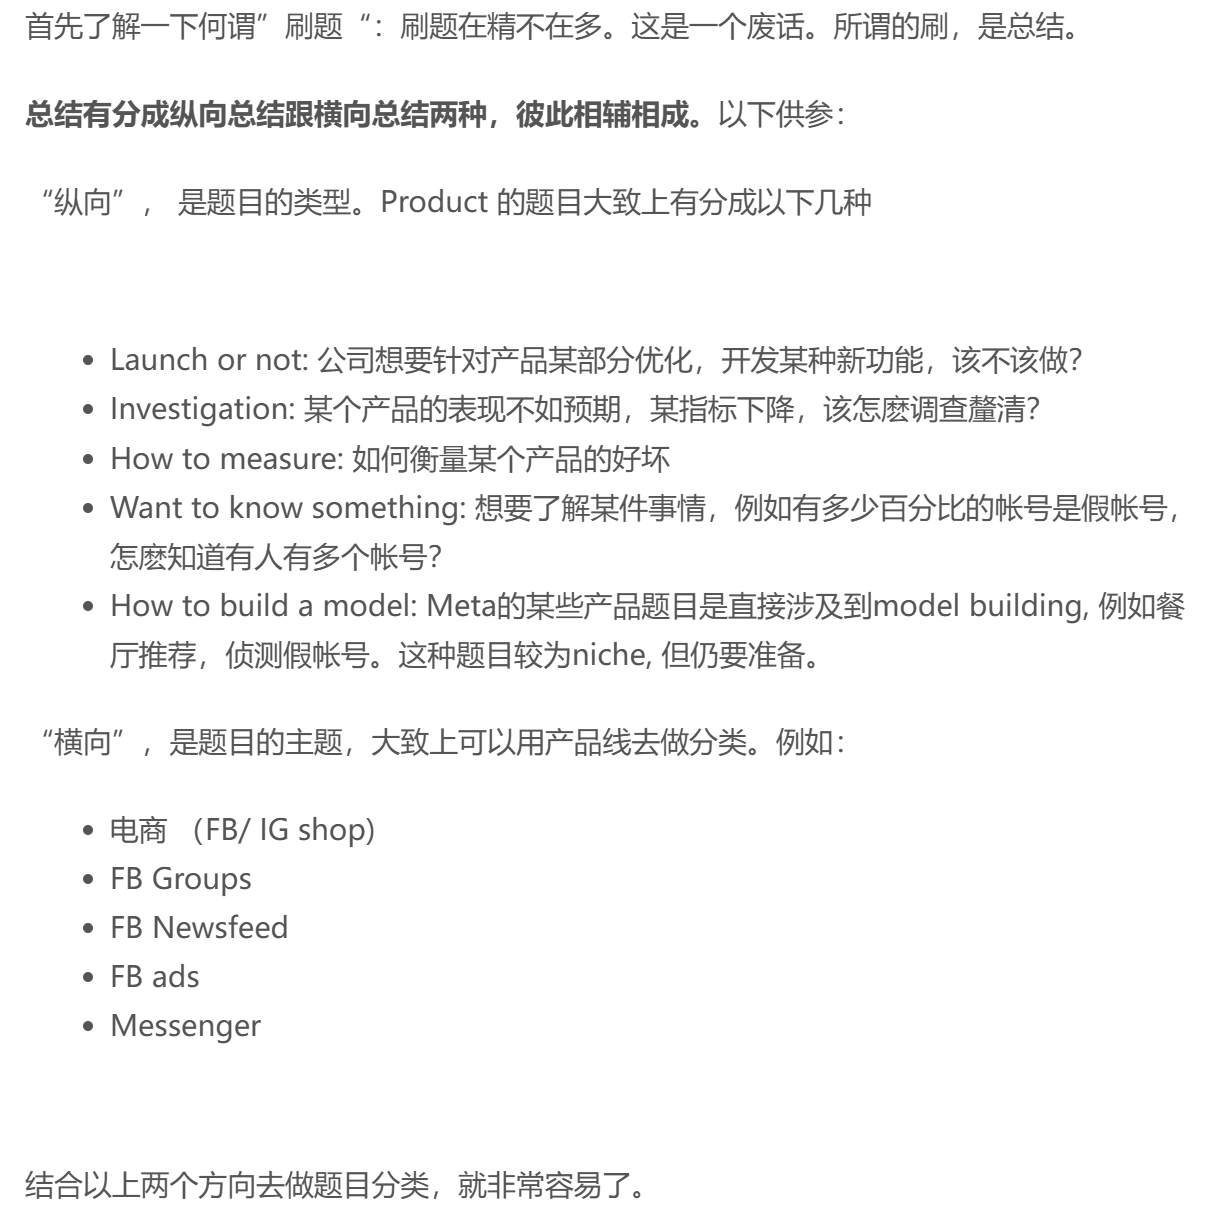 首先了解一下何谓”刷题“：刷题在精不在多。这是一个废话。所谓的刷，是总结。
总结有分成纵向总结跟横向总结两种，彼此相辅相成。以下供参：
“纵向”， 是题目的类型。Product 的题目大致上有分成以下几种
• Launch or not: 公司想要针对产品某部分优化，开发某种新功能，该不该做？
• Investigation: 某个产品的表现不如预期，某指标下降，该怎麽调查釐清？
• How to measure: 如何衡量某个产品的好坏
• Want to know something: 想要了解某件事情，例如有多少百分比的帐号是假帐号，
怎麽知道有人有多个帐号？
• How to build a model: Meta的某些产品题目是直接涉及到model building, 例如餐
厅推荐，侦测假帐号。这种题目较为niche, 但仍要准备。
“横向”，是题目的主题，大致上可以用产品线去做分类。例如：
• 电商 （FB/ IG shop)
• FB Groups
• FB Newsfeed
• FB ads
• Messenger
结合以上两个方向去做题目分类，就非常容易了。